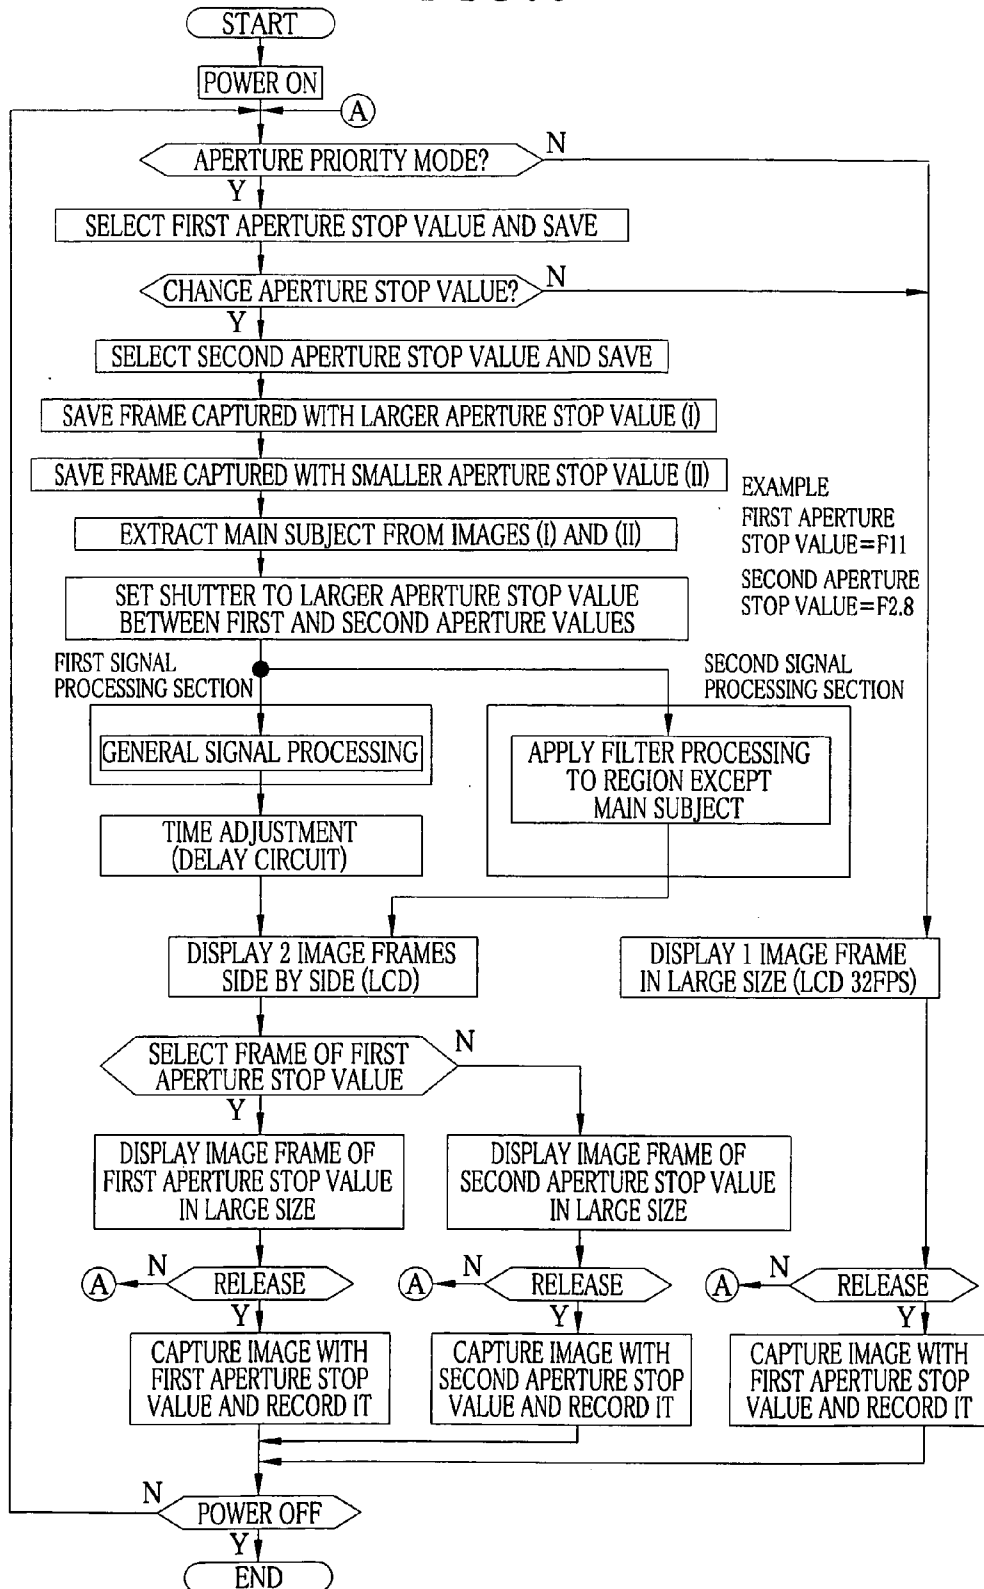 START
POWER ON
A
APERTURE PRIORITY MODE?
N
Y
SELECT FIRST APERTURE STOP VALUE AND SAVE
CHANGE APERTURE STOP VALUE?
N
Y
SELECT SECOND APERTURE STOP VALUE AND SAVE
SAVE FRAME CAPTURED WITH LARGER APERTURE STOP VALUE (I)
SAVE FRAME CAPTURED WITH SMALLER APERTURE STOP VALUE (II)
EXAMPLE
FIRST APERTURE
STOP VALUE=F11
SECOND APERTURE
STOP VALUE=F2.8
EXTRACT MAIN SUBJECT FROM IMAGES (I) AND (II)
SET SHUTTER TO LARGER APERTURE STOP VALUE
BETWEEN FIRST AND SECOND APERTURE VALUES
FIRST SIGNAL
PROCESSING SECTION
SECOND SIGNAL
PROCESSING SECTION
GENERAL SIGNAL PROCESSING
APPLY FILTER PROCESSING
TO REGION EXCEPT
MAIN SUBJECT
TIME ADJUSTMENT
(DELAY CIRCUIT)
DISPLAY 2 IMAGE FRAMES
SIDE BY SIDE (LCD)
DISPLAY 1 IMAGE FRAME
IN LARGE SIZE (LCD 32FPS)
SELECT FRAME OF FIRST
APERTURE STOP VALUE
N
Y
DISPLAY IMAGE FRAME OF
FIRST APERTURE STOP VALUE
IN LARGE SIZE
DISPLAY IMAGE FRAME OF
SECOND APERTURE STOP VALUE
IN LARGE SIZE
A
N
RELEASE
Y
A
N
RELEASE
Y
A
N
RELEASE
Y
CAPTURE IMAGE WITH
FIRST APERTURE STOP
VALUE AND RECORD IT
CAPTURE IMAGE WITH
SECOND APERTURE STOP
VALUE AND RECORD IT
CAPTURE IMAGE WITH
FIRST APERTURE STOP
VALUE AND RECORD IT
N
POWER OFF
Y
END